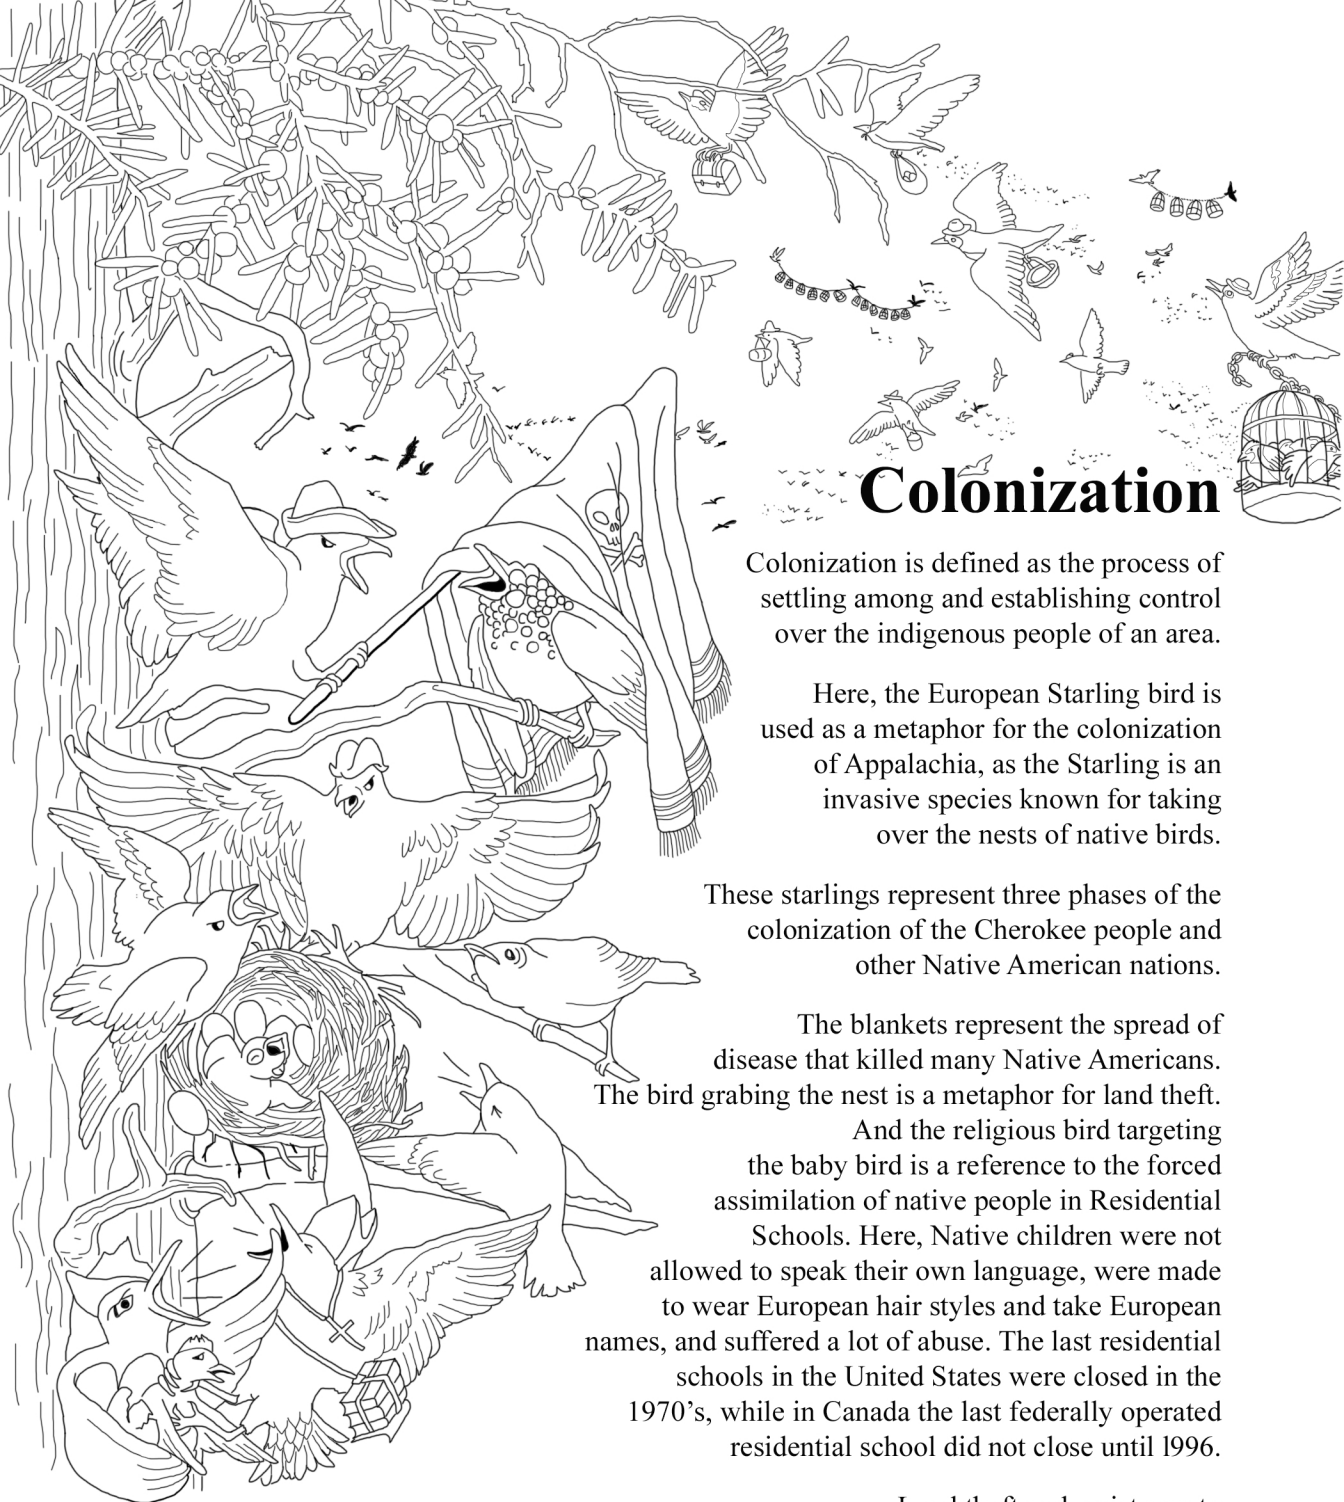 Colonization
Colonization is defined as the process of
settling among and establishing control
over the indigenous people of an area.
Here, the European Starling bird is
used as a metaphor for the colonization
of Appalachia, as the Starling is an
invasive species known for taking
over the nests of native birds.
These starlings represent three phases of the
colonization of the Cherokee people and
other Native American nations.
The blankets represent the spread of
disease that killed many Native Americans.
The bird grabing the nest is a metaphor for land theft.
And the religious bird targeting
the baby bird is a reference to the forced
assimilation of native people in Residential
Schools. Here, Native children were not
allowed to speak their own language, were made
to wear European hair styles and take European
names, and suffered a lot of abuse. The last residential
schools in the United States were closed in the
1970’s, while in Canada the last federally operated
residential school did not close until l996.